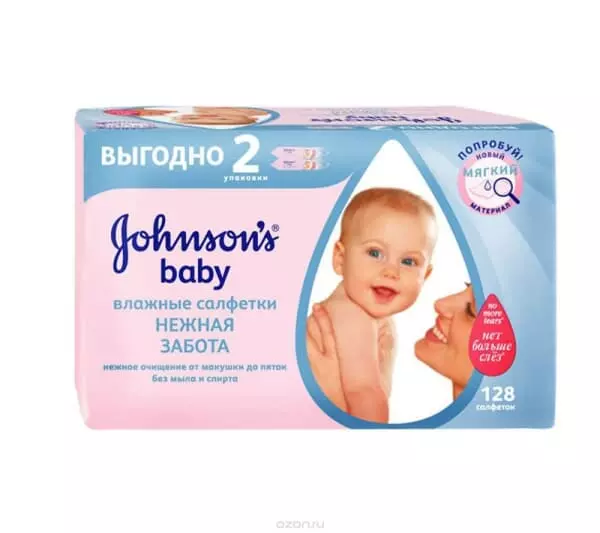 ВЫГОДНО 2
упаковки
Johnson's®
baby
влажные салфетки
НЕЖНАЯ
ЗАБОТА
нежное очищение от макушки до пяток
без мыла и спирта
ПОПРОБУЙ!
НОВЫЙ
МЯГКИЙ
МАТЕРИАЛ
no
more
tears®
нет
больше
слёз
128
салфеток
ozon.ru